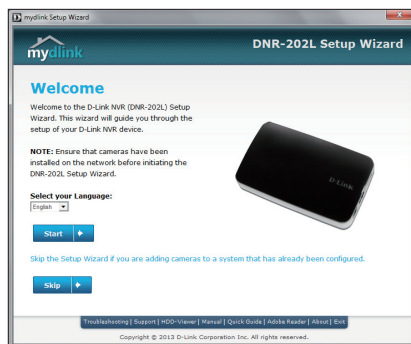 mydlink Setup Wizard
mydlink
DNR-202L Setup Wizard
Welcome
Welcome to the D-Link NVR (DNR-202L) Setup
Wizard. This wizard will guide you through the
setup of your D-Link NVR device.
NOTE: Ensure that cameras have been
installed on the network before initiating the
DNR-202L Setup Wizard.
D-Link
Select your Language:
English
Start
Skip the Setup Wizard if you are adding cameras to a system that has already been configured.
Skip
Troubleshooting | Support | HDD-Viewer | Manual | Quick Guide | Adobe Reader | About | Exit
Copyright © 2013 D-Link Corporation Inc. All rights reserved.